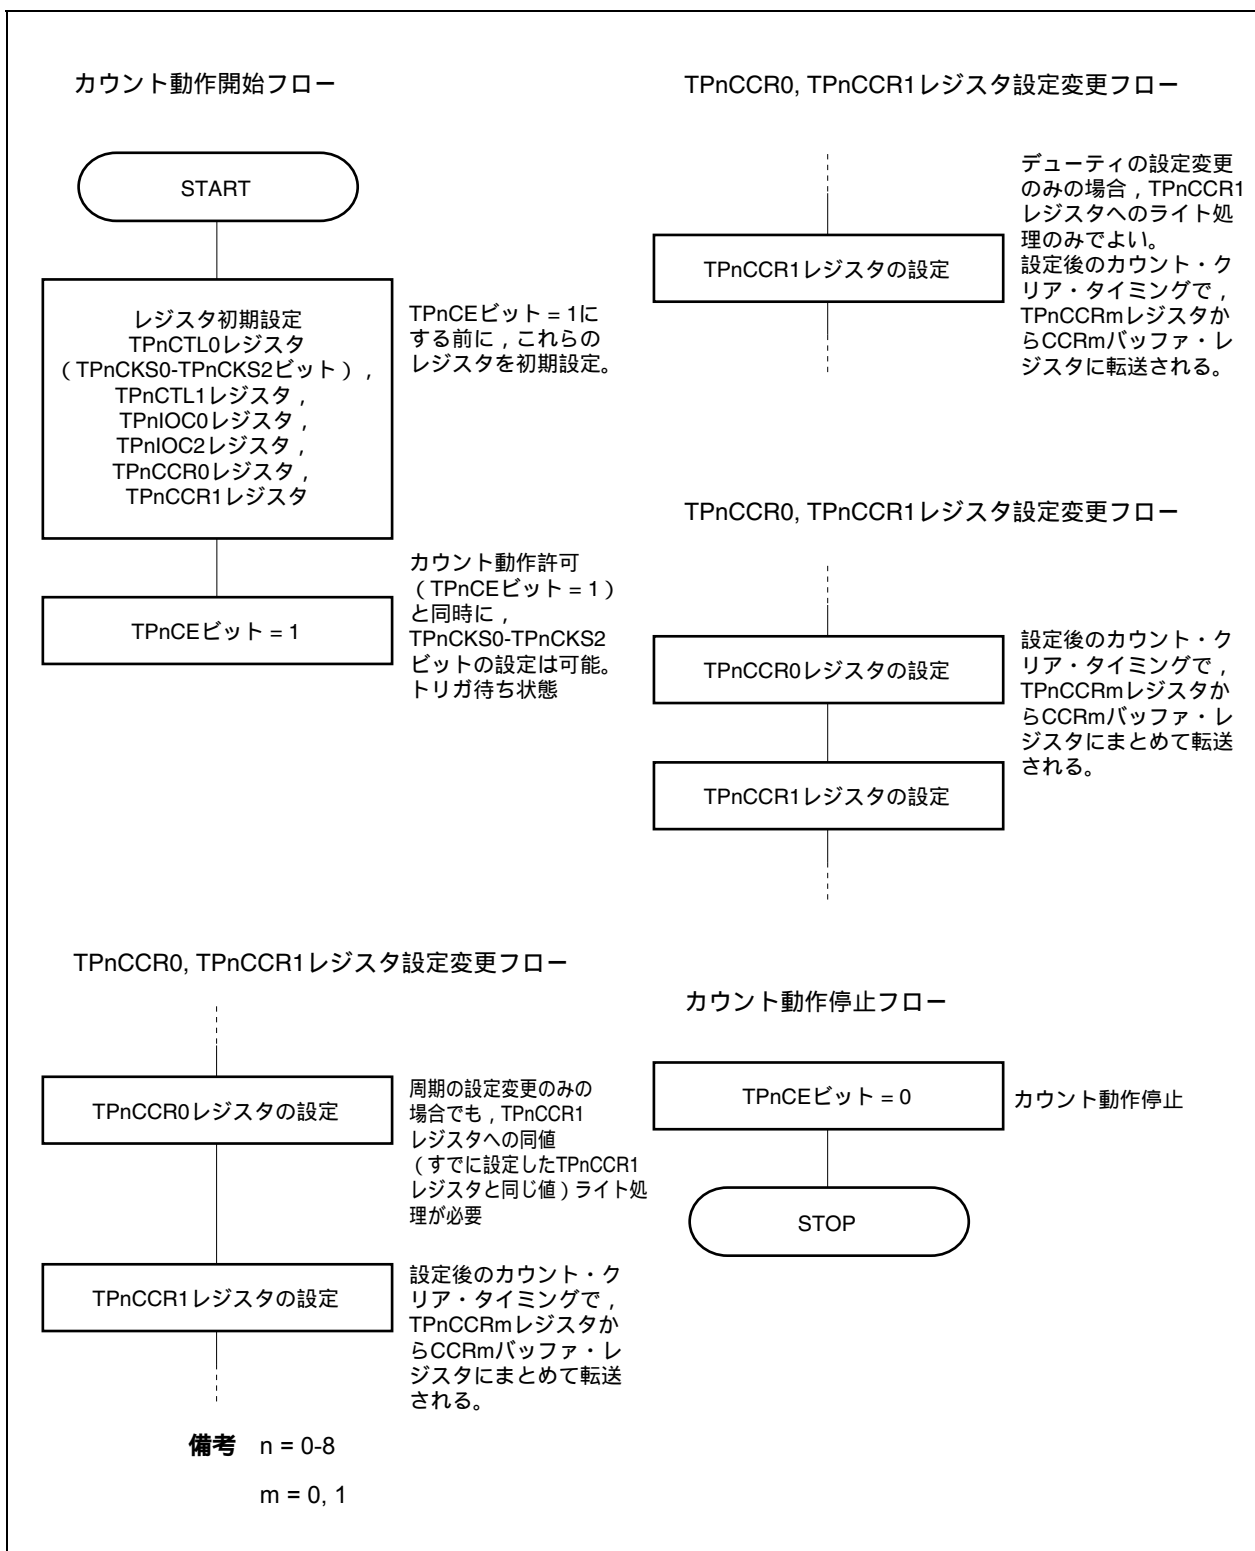 カウント動作開始フロー
START
レジスタ初期設定
TPnCTL0レジスタ
（TPnCKS0-TPnCKS2ビット），
TPnCTL1レジスタ，
TPnIOC0レジスタ，
TPnIOC2レジスタ，
TPnCCR0レジスタ，
TPnCCR1レジスタ
TPnCEビット = 1に
する前に，これらの
レジスタを初期設定。
TPnCEビット = 1
カウント動作許可
（TPnCEビット = 1）
と同時に，
TPnCKS0-TPnCKS2
ビットの設定は可能。
トリガ待ち状態
TPnCCR0, TPnCCR1レジスタ設定変更フロー
TPnCCR0レジスタの設定
周期の設定変更のみの
場合でも，TPnCCR1
レジスタへの同値
（すでに設定したTPnCCR1
レジスタと同じ値）ライト処
理が必要
TPnCCR1レジスタの設定
設定後のカウント・ク
リア・タイミングで，
TPnCCRmレジスタか
らCCRmバッファ・レ
ジスタにまとめて転送
される。
TPnCCR0, TPnCCR1レジスタ設定変更フロー
TPnCCR1レジスタの設定
デューティの設定変更
のみの場合，TPnCCR1
レジスタへのライト処
理のみでよい。
設定後のカウント・ク
リア・タイミングで，
TPnCCRmレジスタか
らCCRmバッファ・レ
ジスタに転送される。
TPnCCR0, TPnCCR1レジスタ設定変更フロー
TPnCCR0レジスタの設定
設定後のカウント・ク
リア・タイミングで，
TPnCCRmレジスタか
らCCRmバッファ・レ
ジスタにまとめて転送
される。
TPnCCR1レジスタの設定
カウント動作停止フロー
TPnCEビット = 0
カウント動作停止
STOP
備考 n = 0-8
m = 0, 1